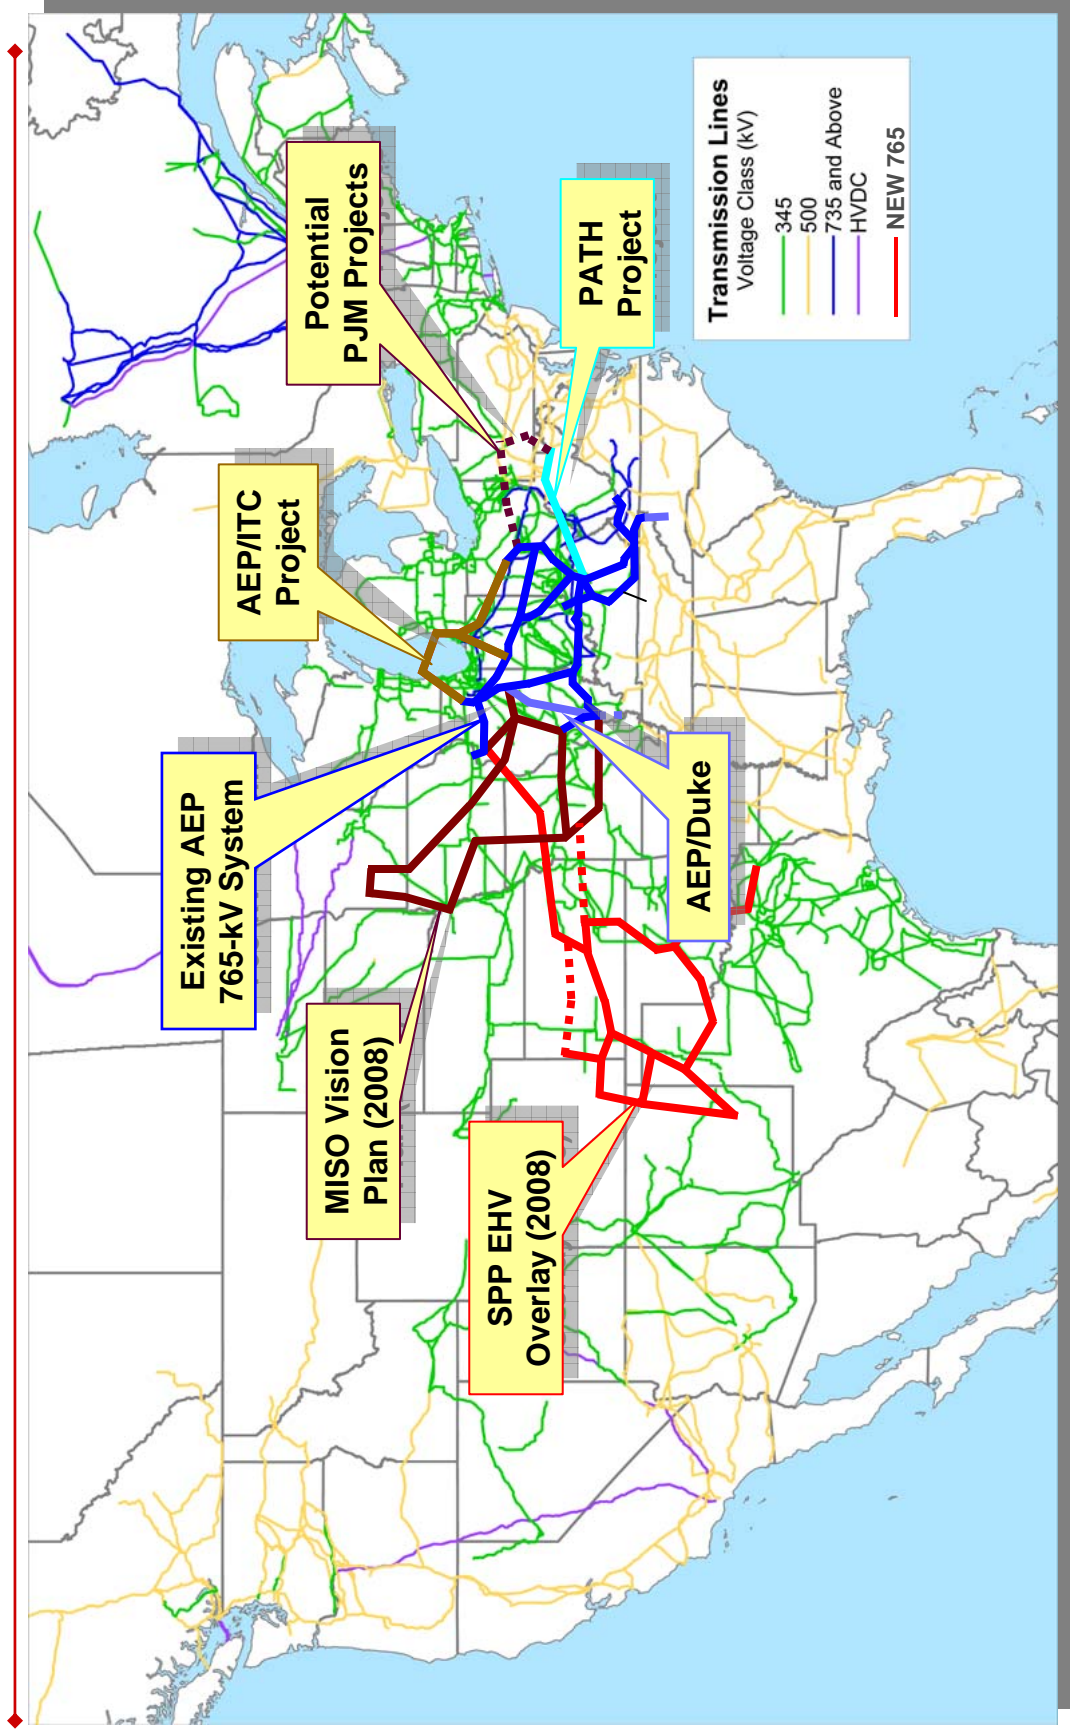 Existing AEP
765-kV System
AEP/ITC
Project
Potential
PJM Projects
MISO Vision
Plan (2008)
SPP EHV
Overlay (2008)
AEP/Duke
PATH
Project
Transmission Lines
Voltage Class (kV)
345
500
735 and Above
HVDC
NEW 765